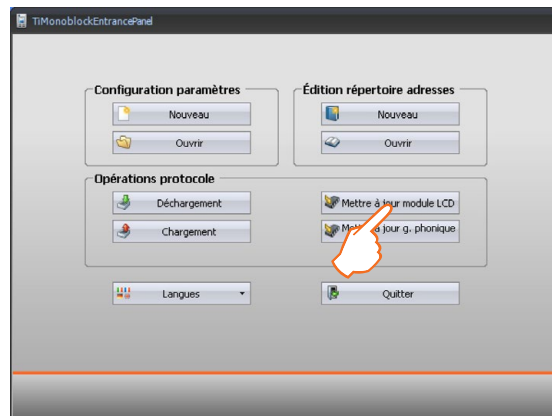 TiMonoblockEntrancePanel
Configuration paramètres
Nouveau
Ouvrir
Édition répertoire adresses
Nouveau
Ouvrir
Opérations protocole
Déchargement
Chargement
Mettre à jour module LCD
Mettre à jour g. phonique
Langues
Quitter